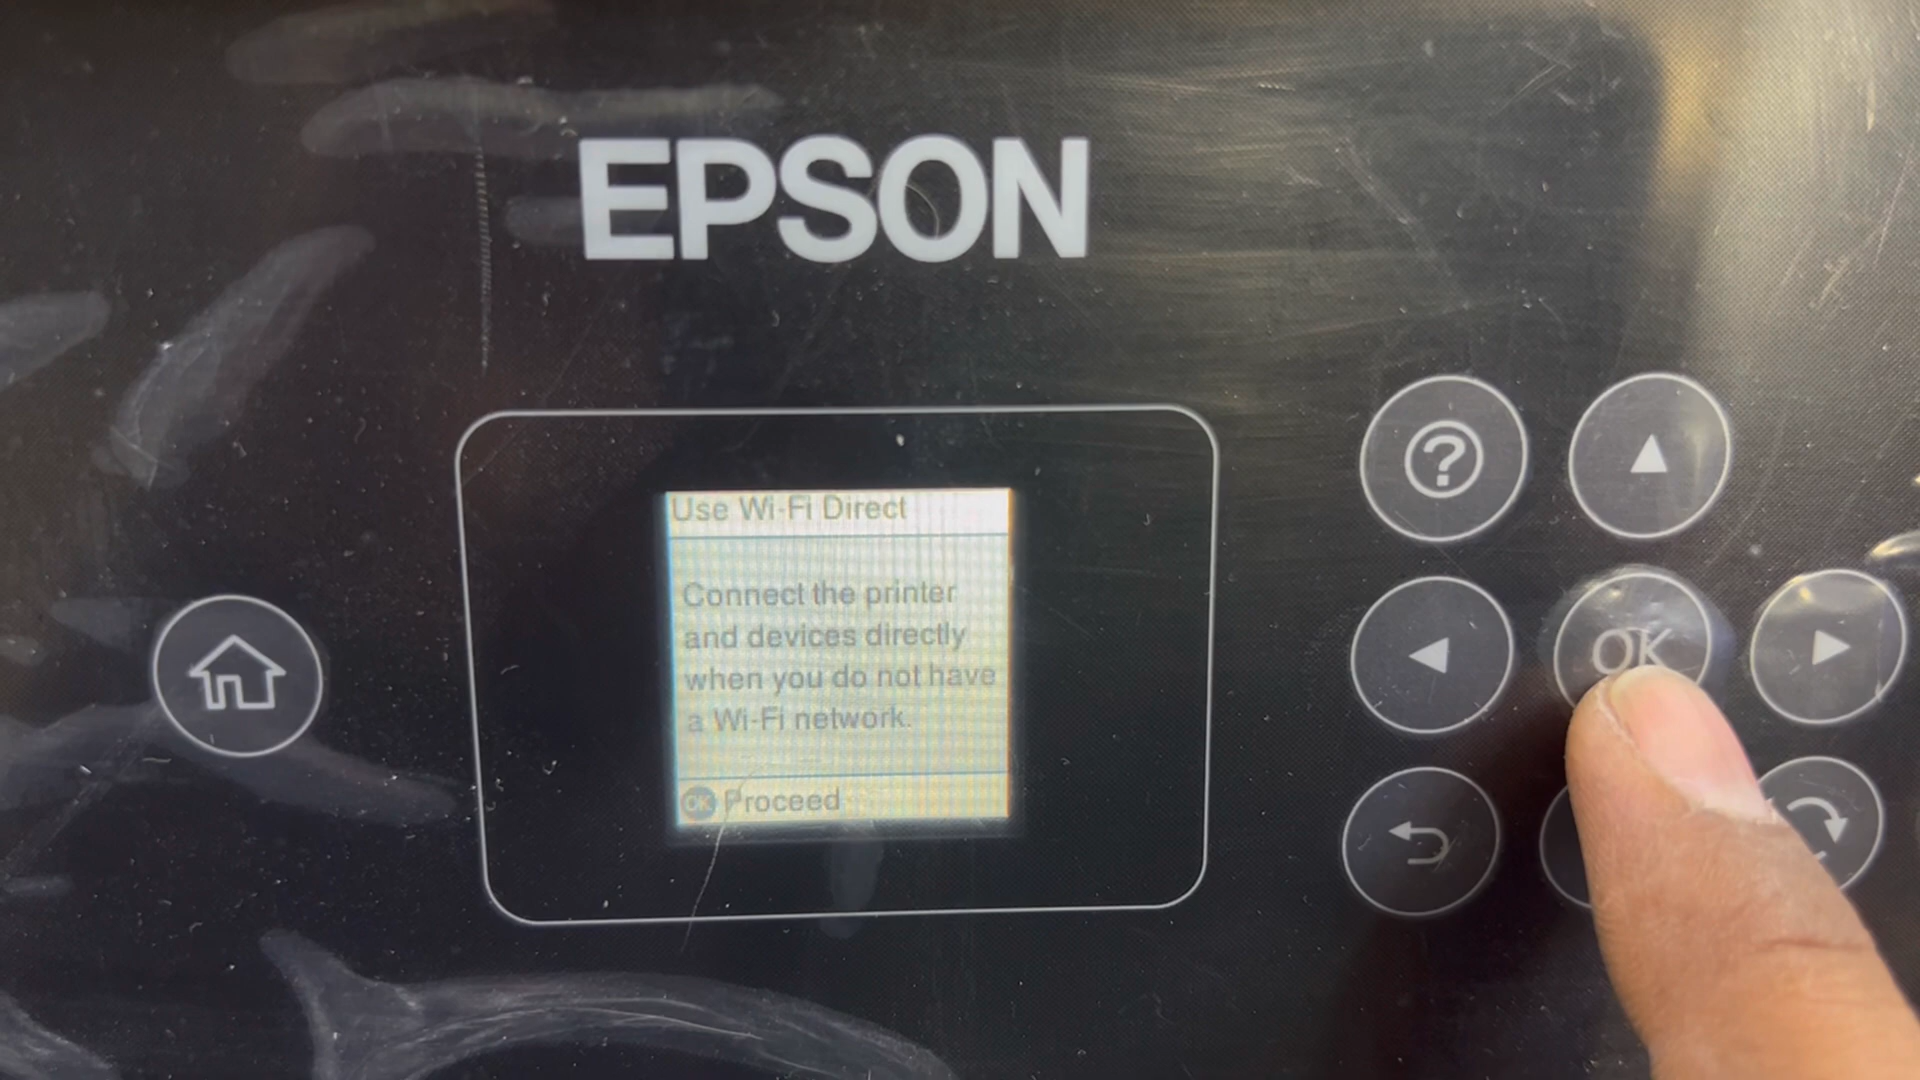 EPSON
Use Wi-Fi Direct
Connect the printer
and devices directly
when you do not have
a Wi-Fi network.
OK Proceed
?
OK